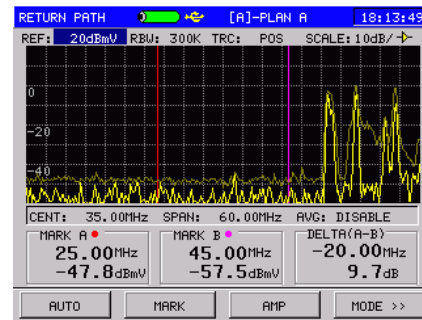 RETURN PATH [A]-PLAN A 18:13:49
REF: 20dBmV RBW: 300K TRC: POS SCALE: 10dB/
0
-20
-40
CENT: 35.00MHz SPAN: 60.00MHz AVG: DISABLE
MARK A MARK B DELTA(A-B)
25.00MHz 45.00MHz -20.00MHz
-47.8dBmV -57.5dBmV 9.7dB
AUTO MARK AMP MODE >>